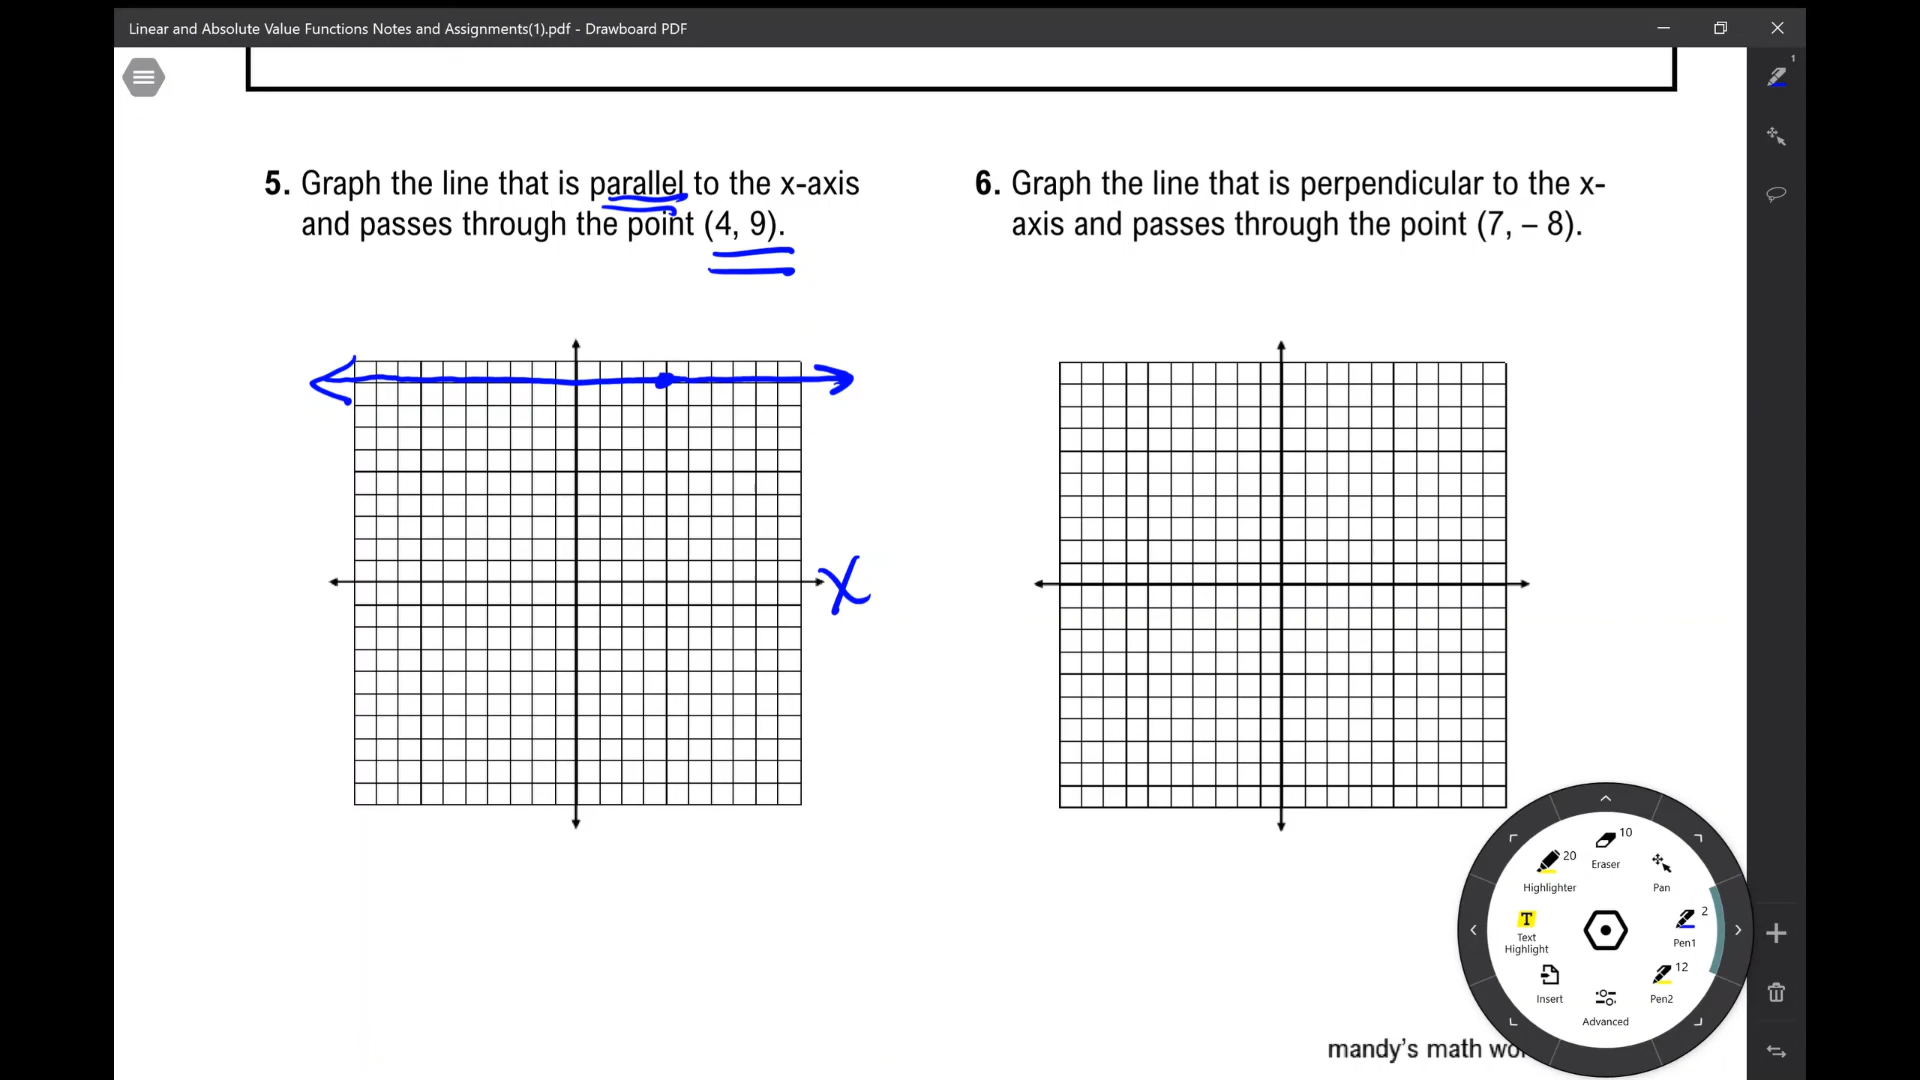 Linear and Absolute Value Functions Notes and Assignments(1).pdf - Drawboard PDF
1
5. Graph the line that is parallel to the x-axis
and passes through the point (4, 9).
6. Graph the line that is perpendicular to the x-
axis and passes through the point (7, – 8).
X
10
Eraser
20
Highlighter
Pan
T
Text
Highlight
2
Pen1
Insert
12
Pen2
Advanced
mandy's math